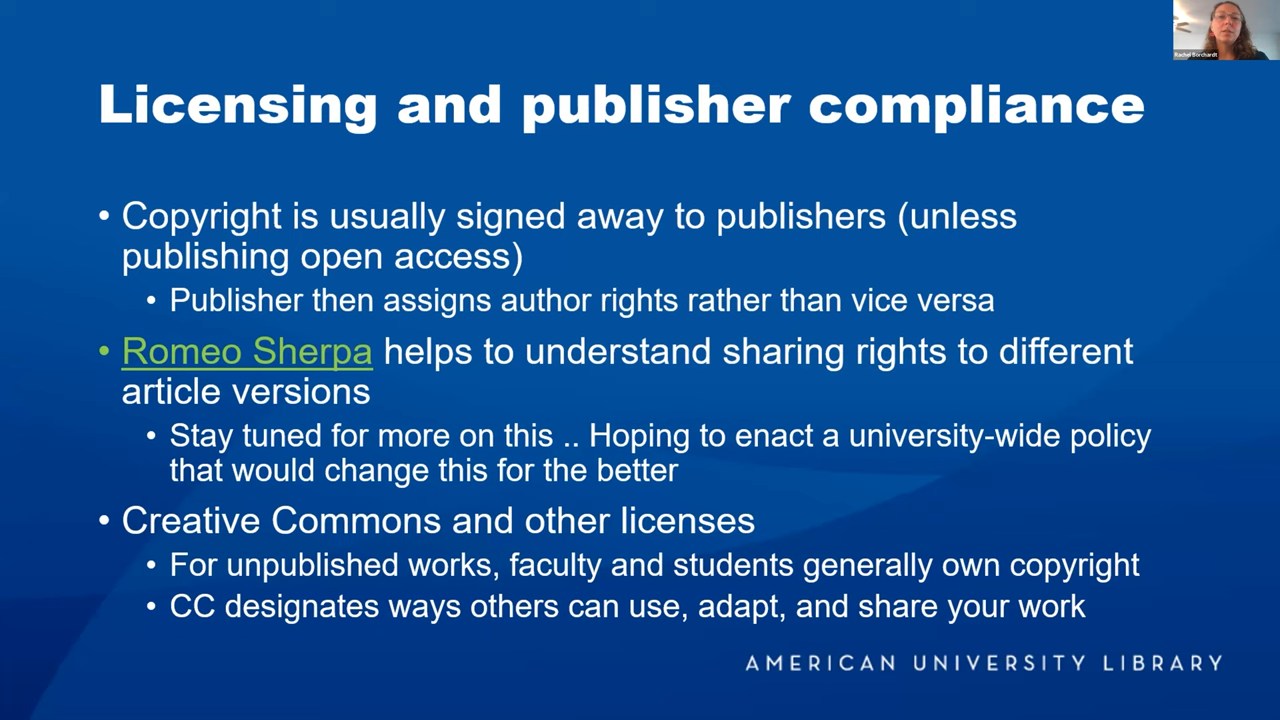 Rachel Borchardt
Licensing and publisher compliance
• Copyright is usually signed away to publishers (unless
publishing open access)
• Publisher then assigns author rights rather than vice versa
• Romeo Sherpa helps to understand sharing rights to different
article versions
• Stay tuned for more on this .. Hoping to enact a university-wide policy
that would change this for the better
• Creative Commons and other licenses
• For unpublished works, faculty and students generally own copyright
• CC designates ways others can use, adapt, and share your work
AMERICAN UNIVERSITY LIBRARY